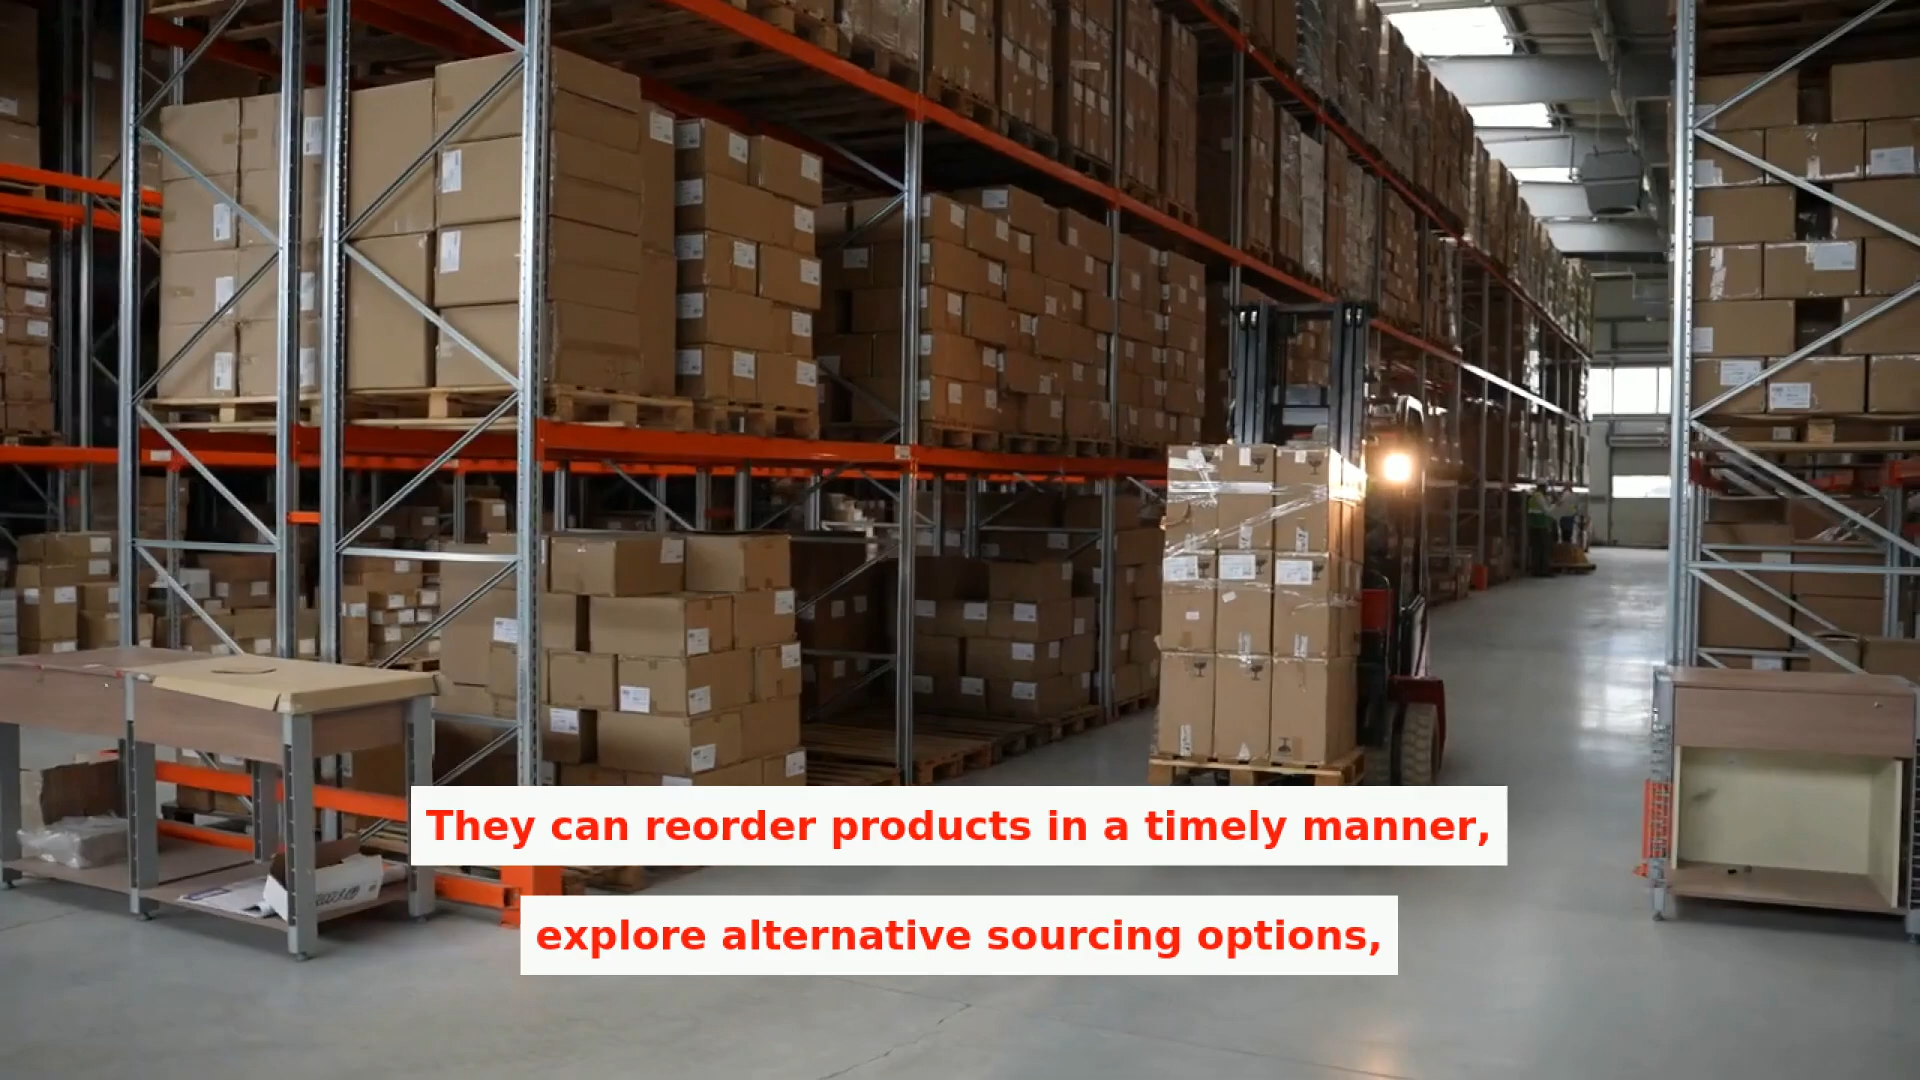 They can reorder products in a timely manner,
explore alternative sourcing options,